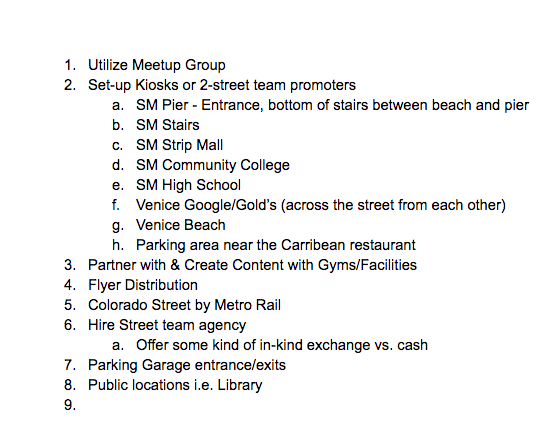 1. Utilize Meetup Group
2. Set-up Kiosks or 2-street team promoters
a. SM Pier - Entrance, bottom of stairs between beach and pier
b. SM Stairs
c. SM Strip Mall
d. SM Community College
e. SM High School
f. Venice Google/Gold's (across the street from each other)
g. Venice Beach
h. Parking area near the Carribean restaurant
3. Partner with & Create Content with Gyms/Facilities
4. Flyer Distribution
5. Colorado Street by Metro Rail
6. Hire Street team agency
a. Offer some kind of in-kind exchange vs. cash
7. Parking Garage entrance/exits
8. Public locations i.e. Library
9.